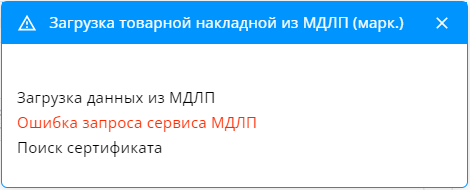 Загрузка товарной накладной из МДЛП (марк.)
Загрузка данных из МДЛП
Ошибка запроса сервиса МДЛП
Поиск сертификата